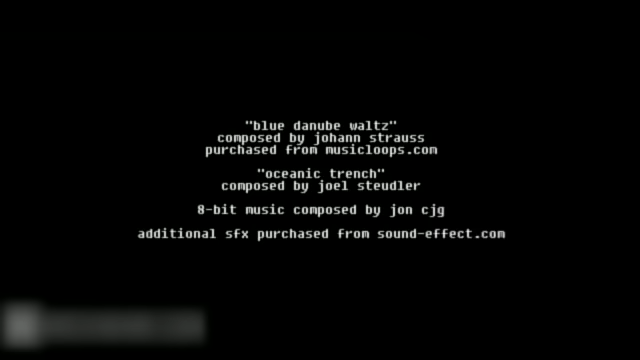 "blue danube waltz"
composed by johann strauss
purchased from musicloops.com
"oceanic trench"
composed by joel steudler
8-bit music composed by jon cjg
additional sfx purchased from sound-effect.com